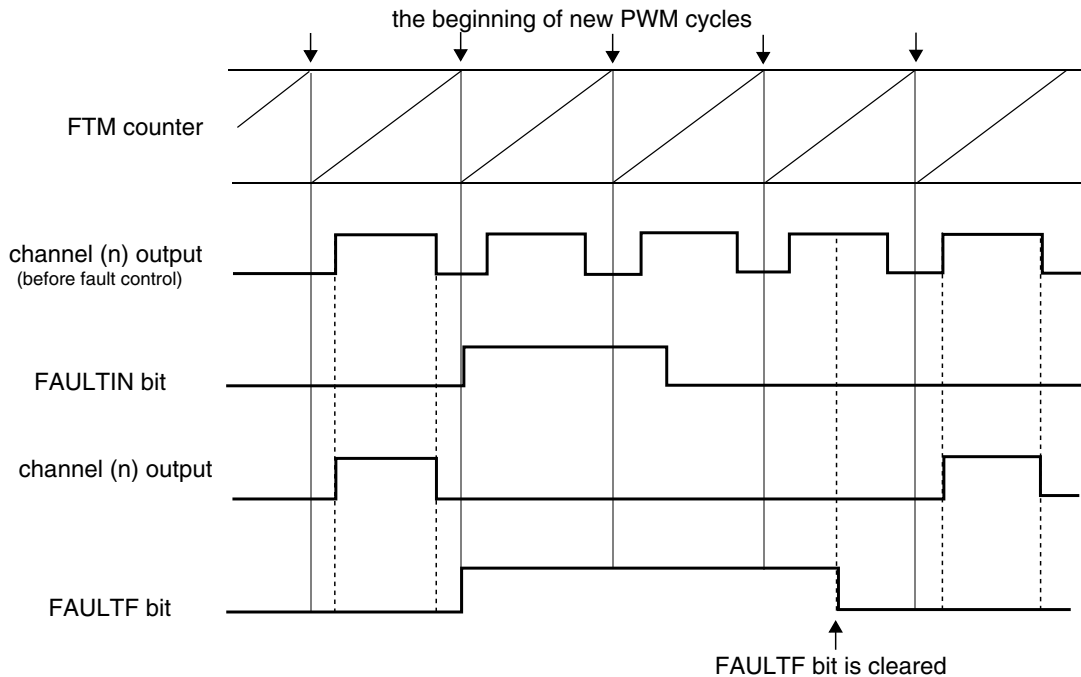 the beginning of new PWM cycles
FTM counter
channel (n) output
(before fault control)
FAULTIN bit
channel (n) output
FAULTF bit
FAULTF bit is cleared